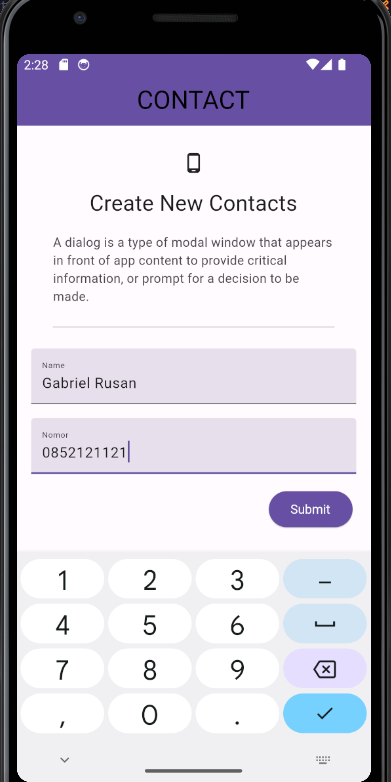 2:28
CONTACT
Create New Contacts
A dialog is a type of modal window that appears
in front of app content to provide critical
information, or prompt for a decision to be
made.
Name
Gabriel Rusan
Nomor
0852121121
Submit
1 2 3 –
4 5 6
7 8 9
, 0 .